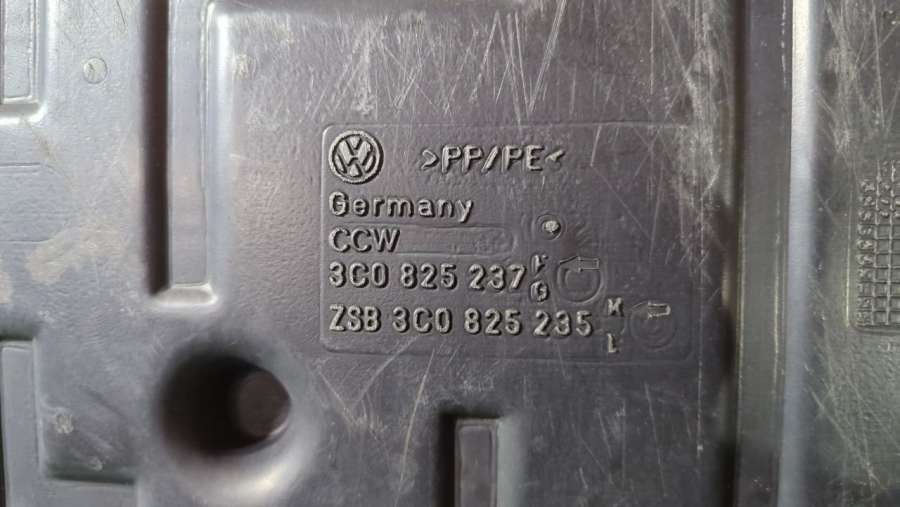 >PP/PE<
Germany
CCW
3C0 825 237 F G
ZSB 3C0 825 235 K L